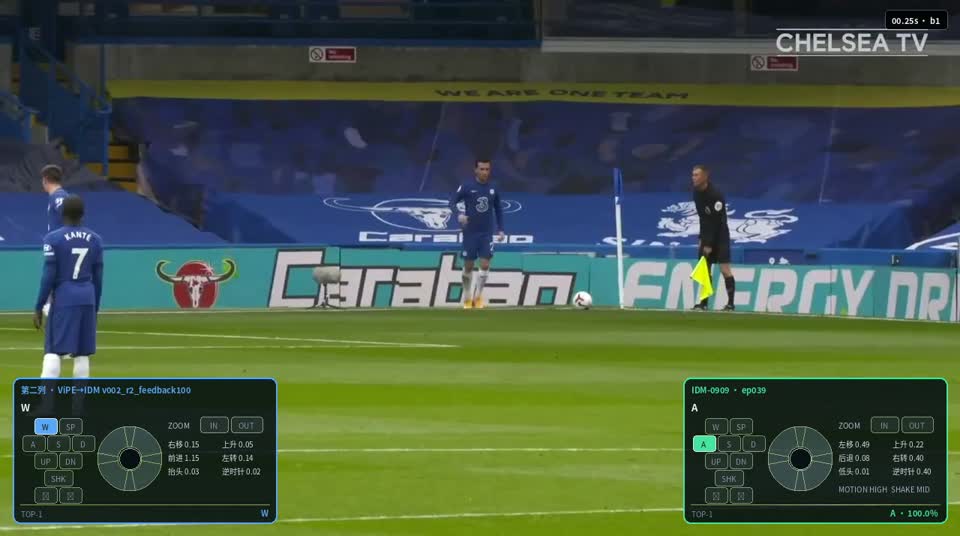 00.25s • b1
CHELSEA TV
WE ARE ONE TEAM
3
Carabao
KANTÉ
7
Carabao
ENERGY DRI
第二列 • ViPE→IDM v002_r2_feedback100
W
W SP
A S D
UP DN
SHK
ZOOM IN OUT
右移 0.15 上升 0.05
前进 1.15 左转 0.14
抬头 0.03 逆时针 0.02
TOP-1 W
IDM-0909 • ep039
A
W SP
A S D
UP DN
SHK
ZOOM IN OUT
左移 0.49 上升 0.22
后退 0.08 右转 0.40
低头 0.01 逆时针 0.40
MOTION HIGH SHAKE MID
TOP-1 A • 100.0%